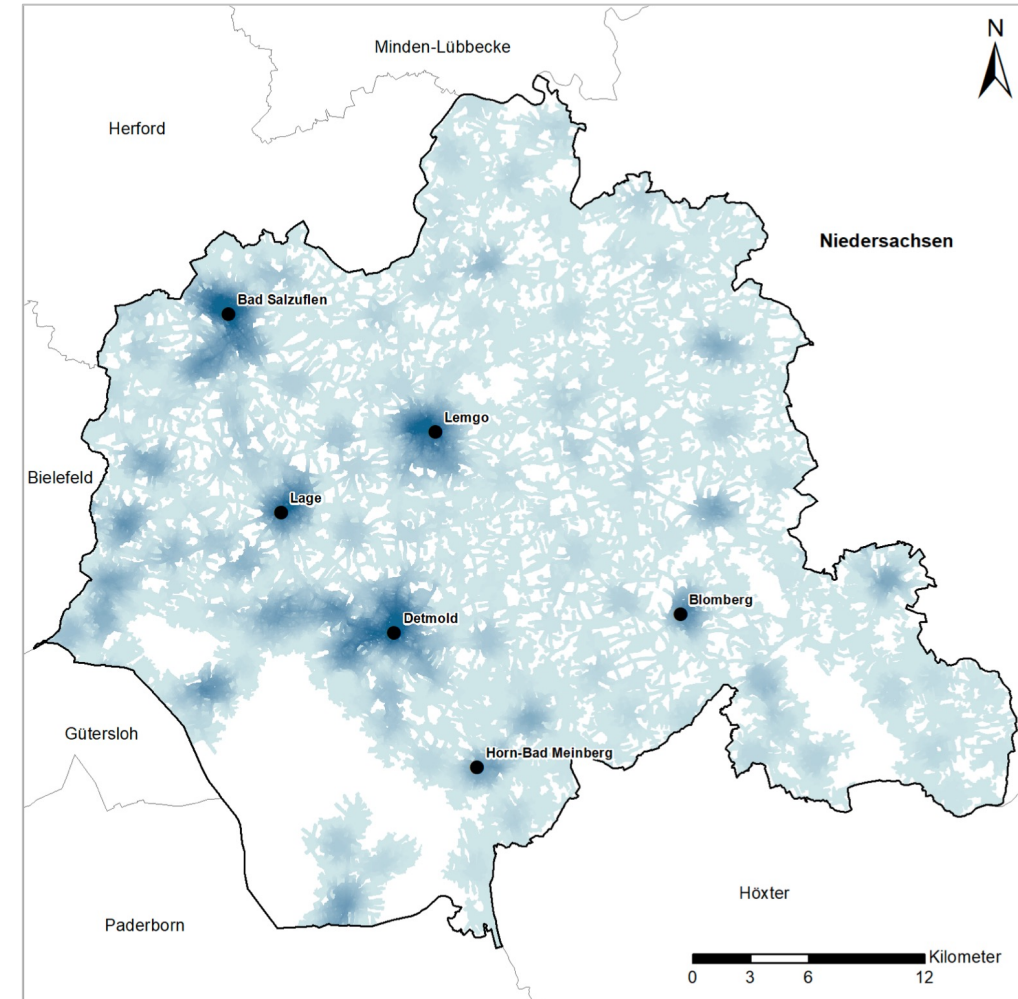 N
Minden-Lübbecke
Herford
Niedersachsen
Bad Salzuflen
Lemgo
Bielefeld
Lage
Blomberg
Detmold
Gütersloh
Horn-Bad Meinberg
Höxter
Paderborn
Kilometer
0 3 6 12